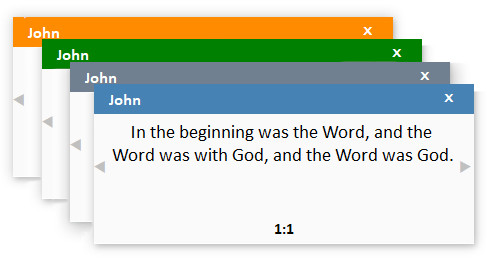 John x
John x
John x
John x
In the beginning was the Word, and the
Word was with God, and the Word was God.
1:1